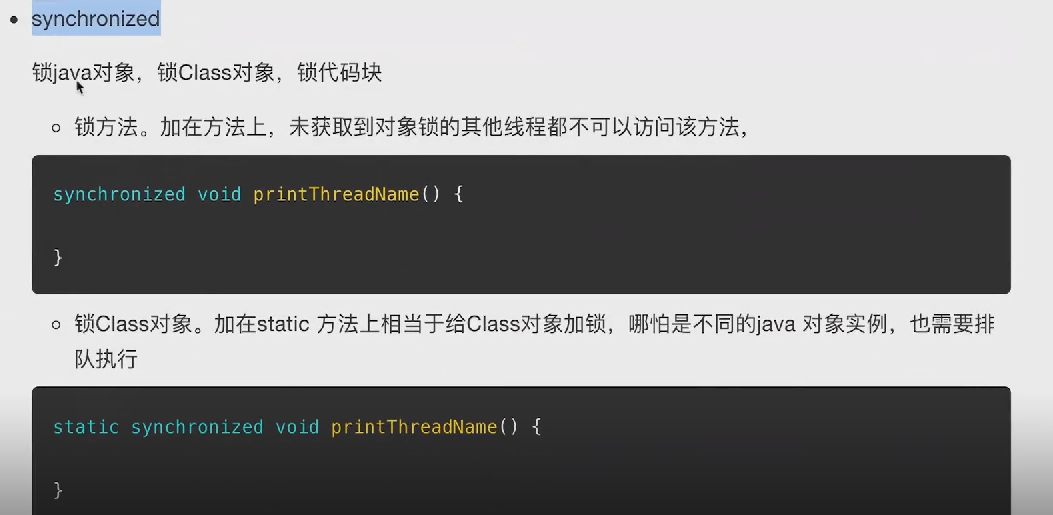 synchronized
锁java对象，锁Class对象，锁代码块
锁方法。加在方法上，未获取到对象锁的其他线程都不可以访问该方法，
synchronized void printThreadName() {
}
锁Class对象。加在static 方法上相当于给Class对象加锁，哪怕是不同的java 对象实例，也需要排
队执行
static synchronized void printThreadName() {
}